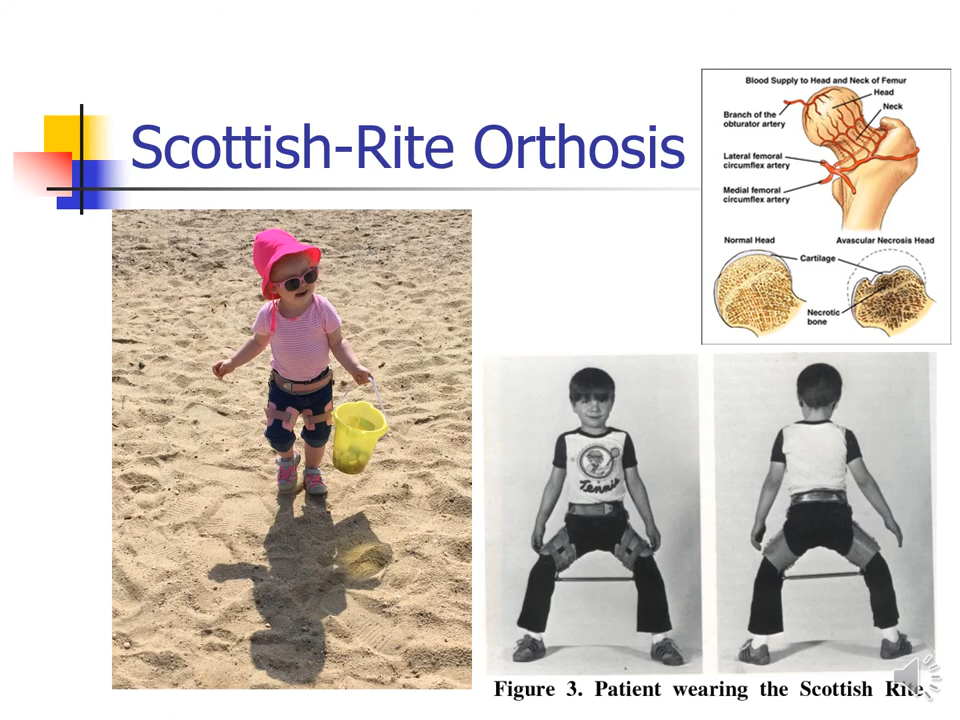 Scottish-Rite Orthosis
Blood Supply to Head and Neck of Femur
Head
Neck
Branch of the
obturator artery
Lateral femoral
circumflex artery
Medial femoral
circumflex artery
Normal Head
Avascular Necrosis Head
Cartilage
Necrotic
bone
Tennis
Figure 3. Patient wearing the Scottish Rite